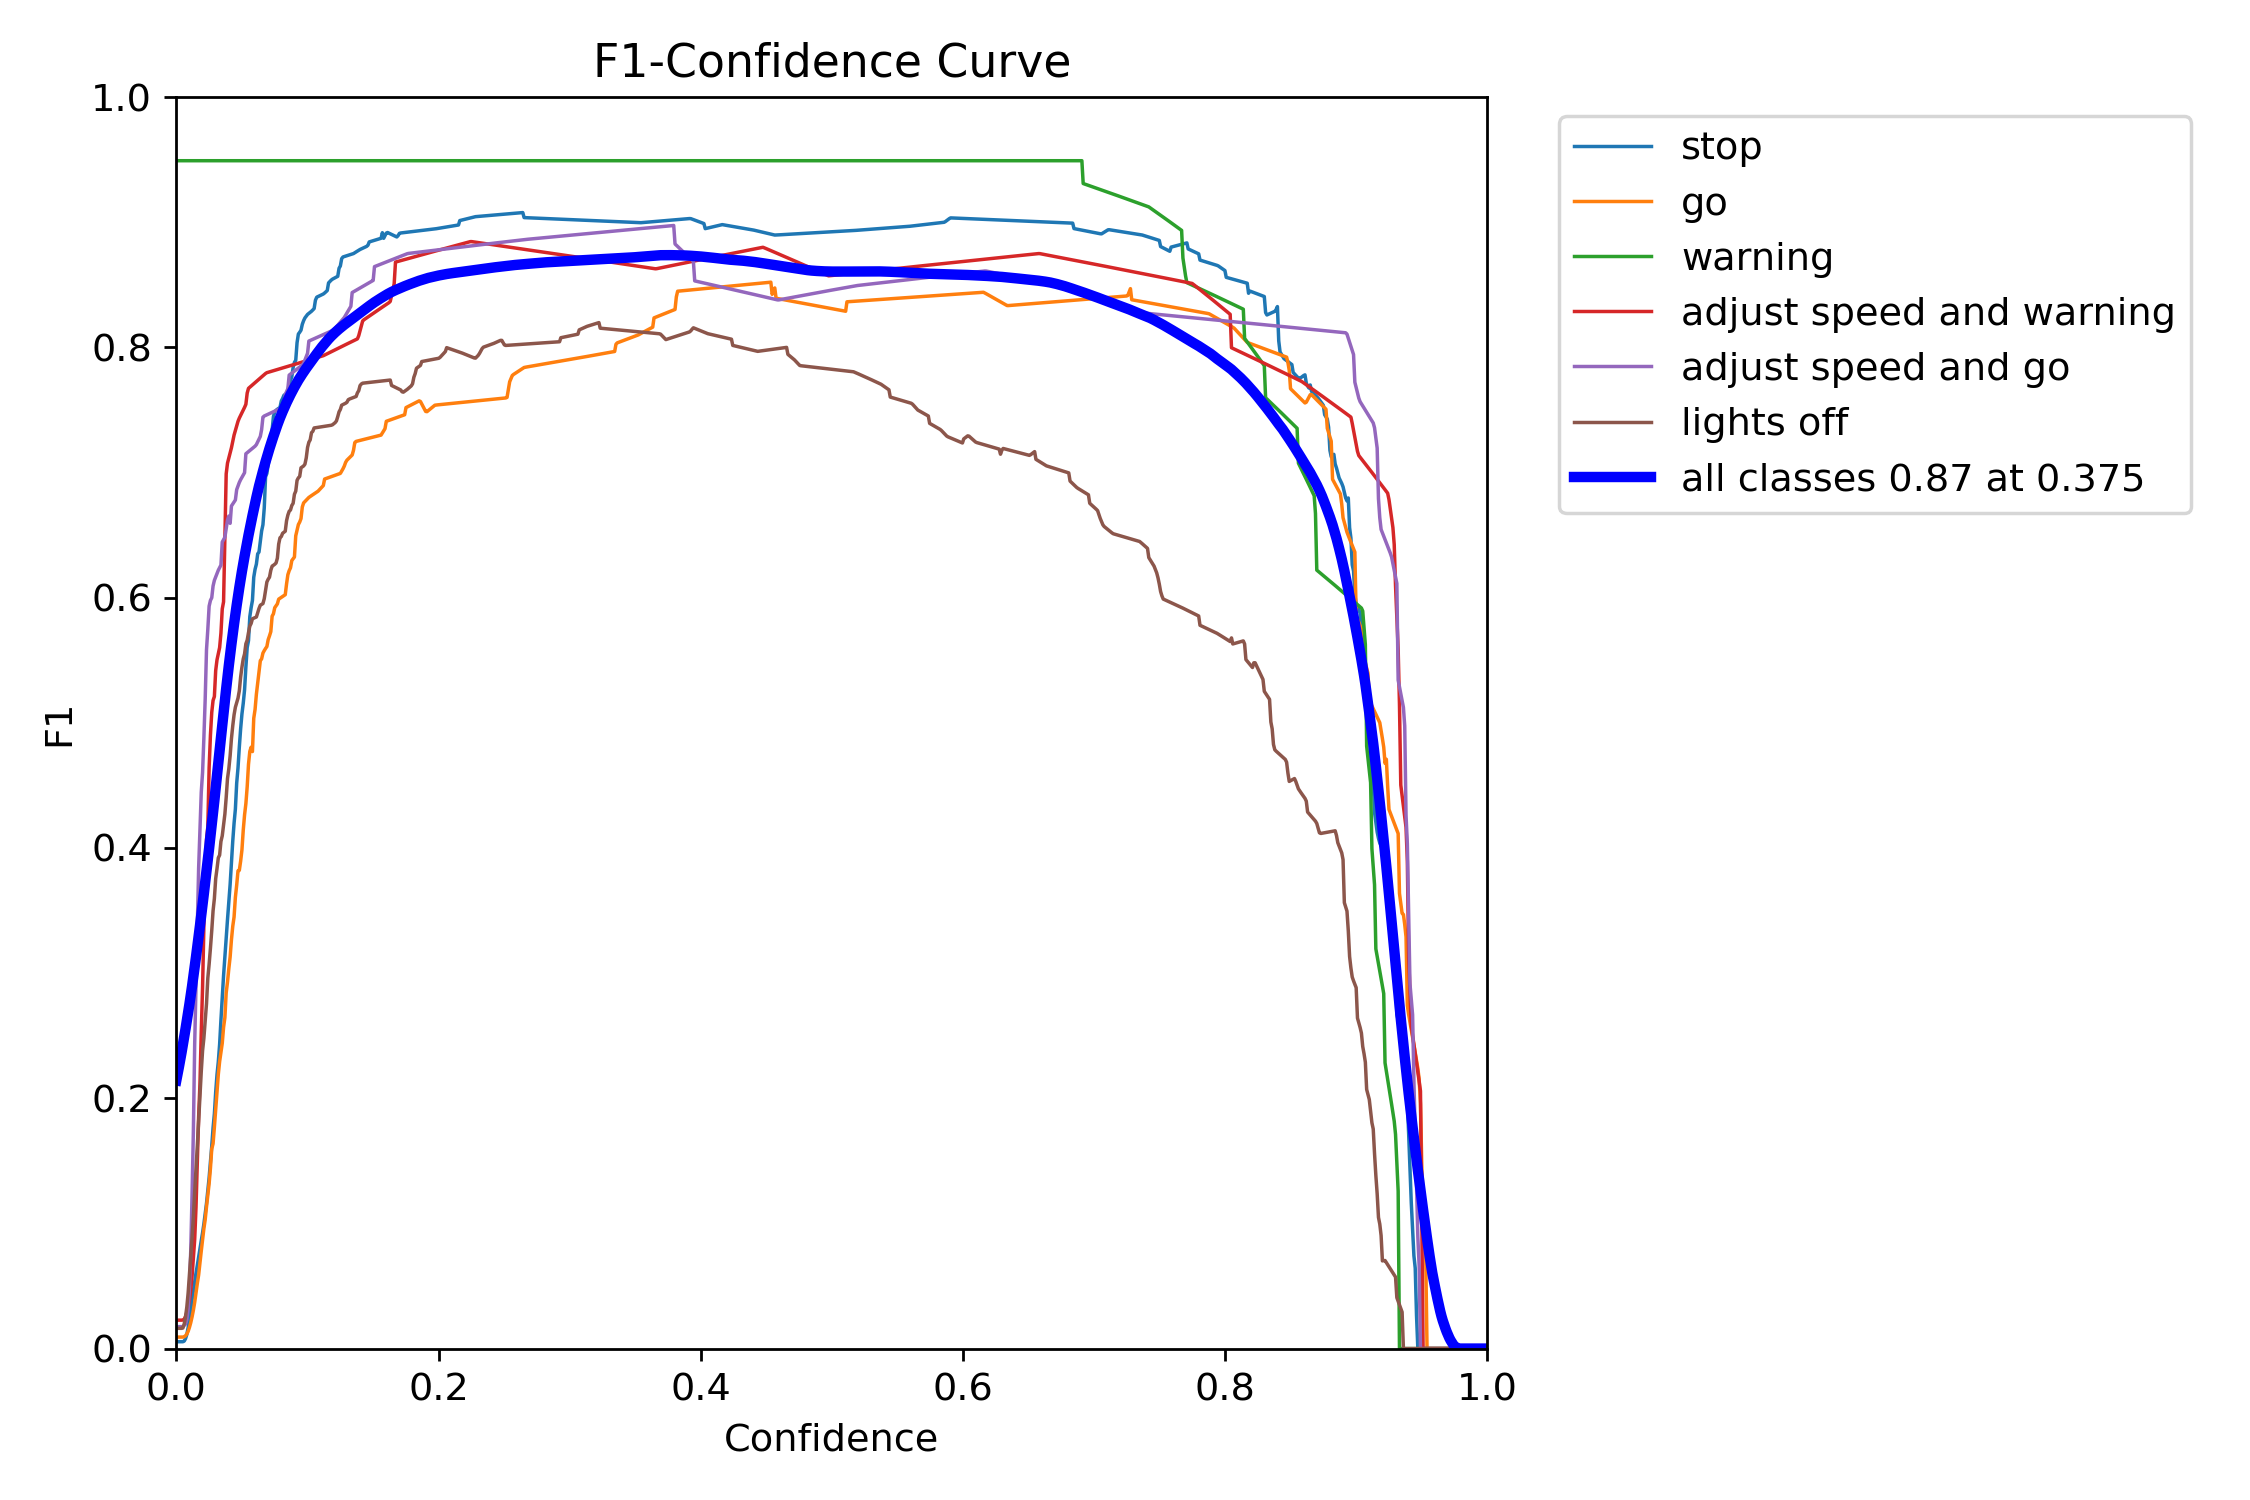 F1-Confidence Curve
1.0
0.8
0.6
0.4
0.2
0.0
F1
0.0 0.2 0.4 0.6 0.8 1.0
Confidence
stop
go
warning
adjust speed and warning
adjust speed and go
lights off
all classes 0.87 at 0.375